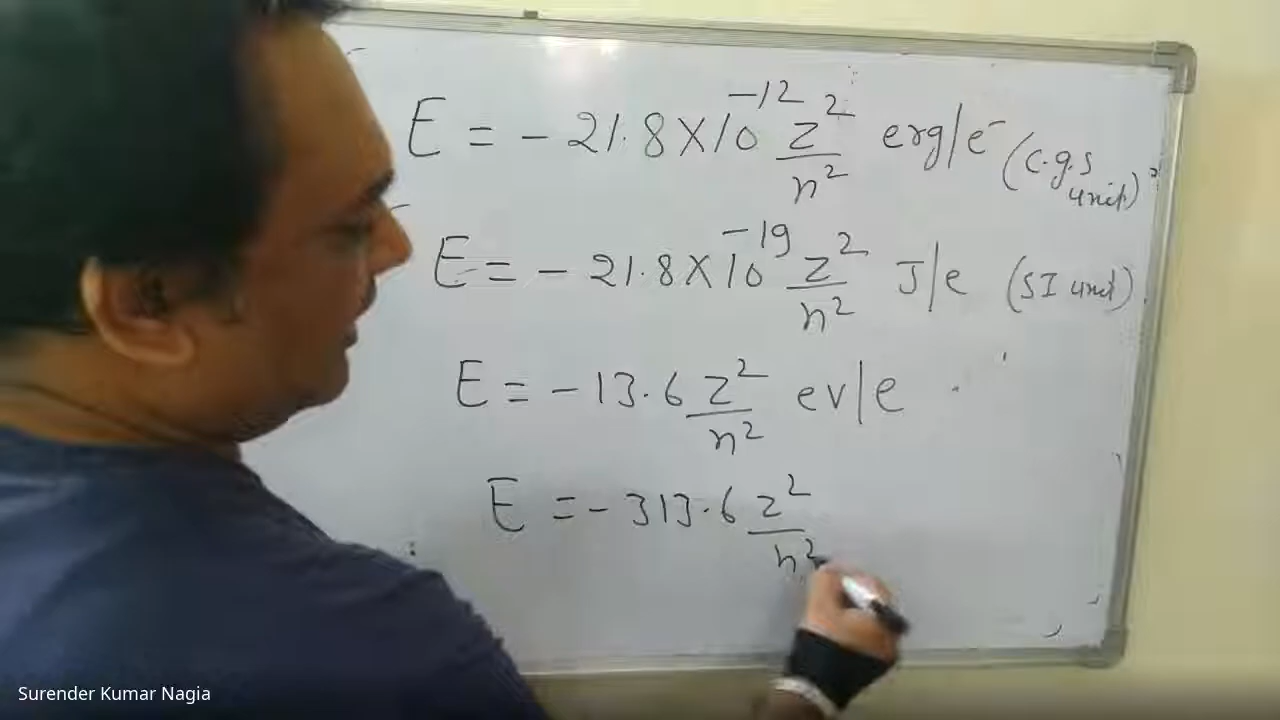 E = - 21.8 X 10^-12 Z^2/n^2 erg/e^- (c.g.s unit)
E = - 21.8 X 10^-19 Z^2/n^2 J/e (SI unit)
E = - 13.6 Z^2/n^2 ev/e
E = - 313.6 Z^2/n^2
Surender Kumar Nagia